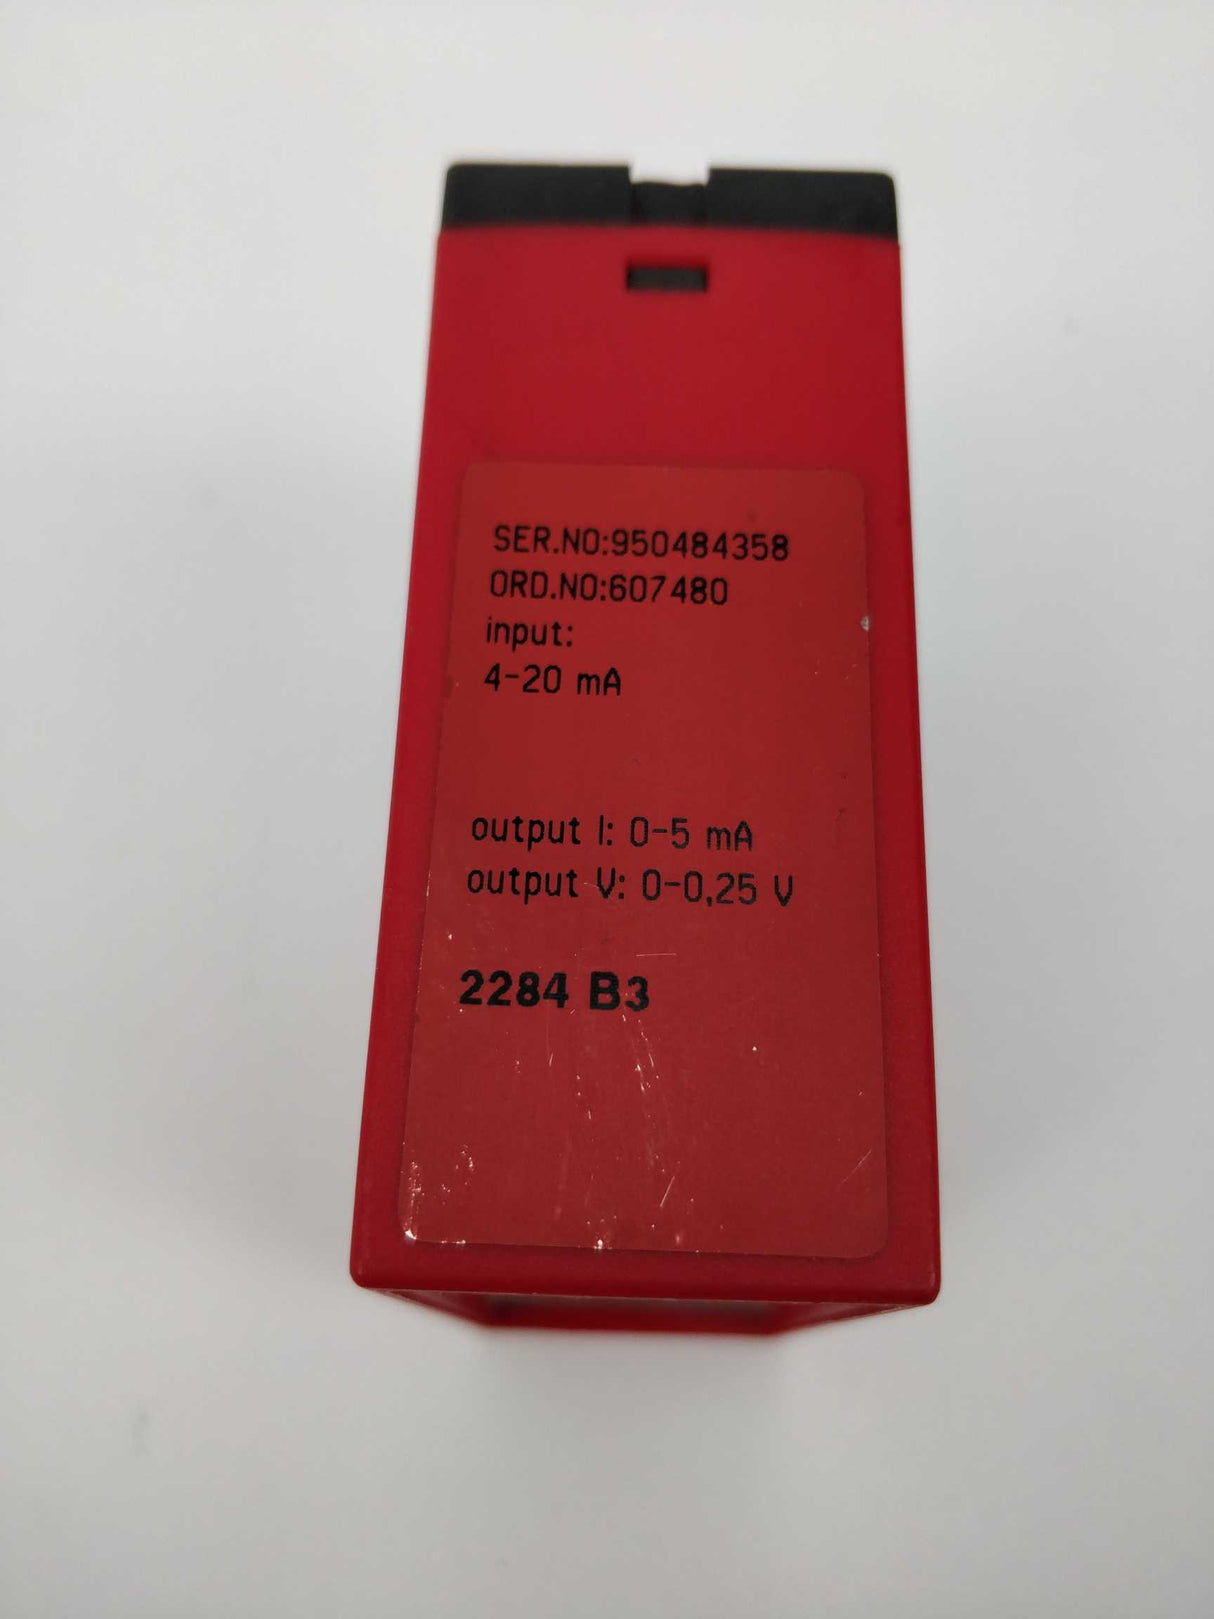 SER.NO:950484358
ORD.NO:607480
input:
4-20 mA
output I: 0-5 mA
output V: 0-0,25 V
2284 B3